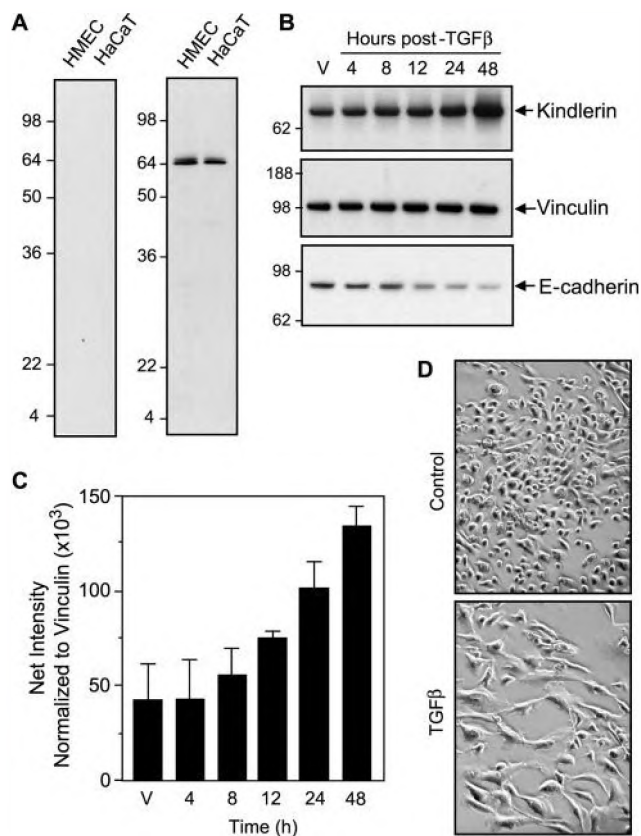 A
HMEC
HaCaT
HMEC
HaCaT
98
64
50
36
22
4
98
64
50
36
22
4
B
Hours post-TGFβ
V 4 8 12 24 48
62
Kindlerin
188
98
Vinculin
98
62
E-cadherin
C
Net Intensity
Normalized to Vinculin (x10³)
150
100
50
0
V 4 8 12 24 48
Time (h)
D
Control
TGFβ